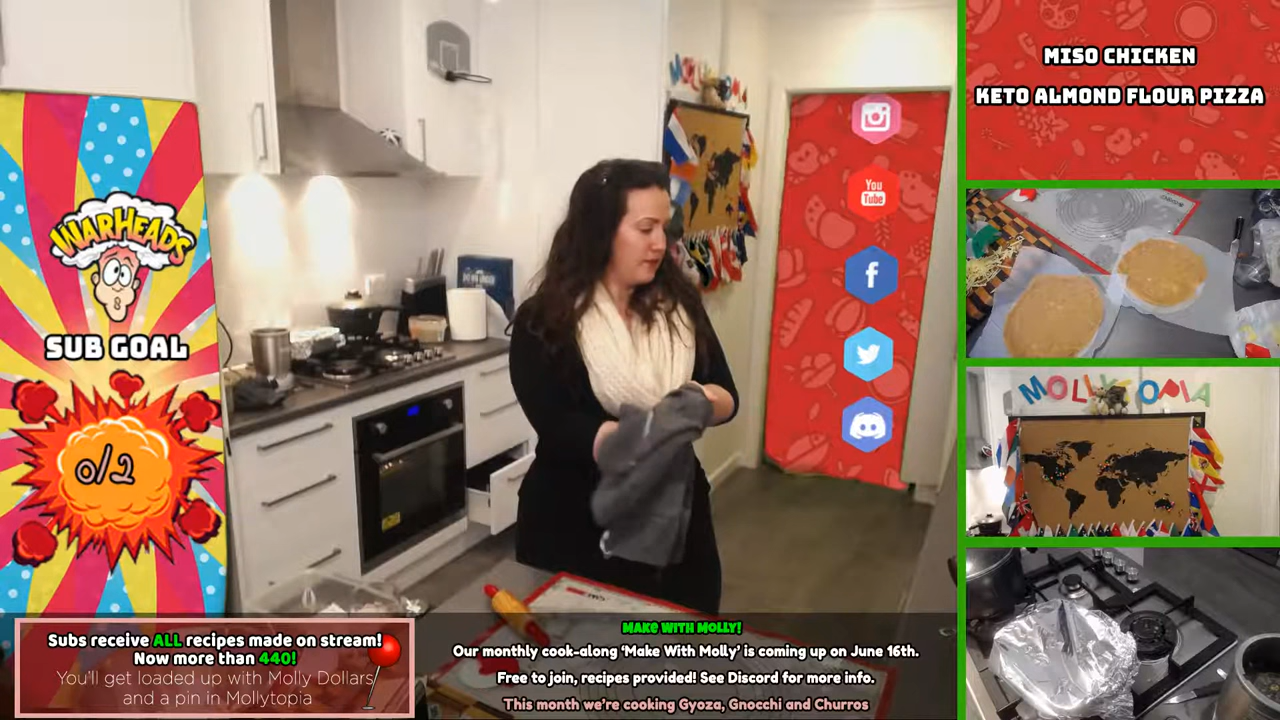 WARHEADS
SUB GOAL
0/2
MOLLY
You
Tube
MISO CHICKEN
KETO ALMOND FLOUR PIZZA
MOLLYTOPIA
Subs receive ALL recipes made on stream!
Now more than 440!
You'll get loaded up with Molly Dollars
and a pin in Mollytopia
MAKE WITH MOLLY!
Our monthly cook-along ‘Make With Molly’ is coming up on June 16th.
Free to join, recipes provided! See Discord for more info.
This month we're cooking Gyoza, Gnocchi and Churros